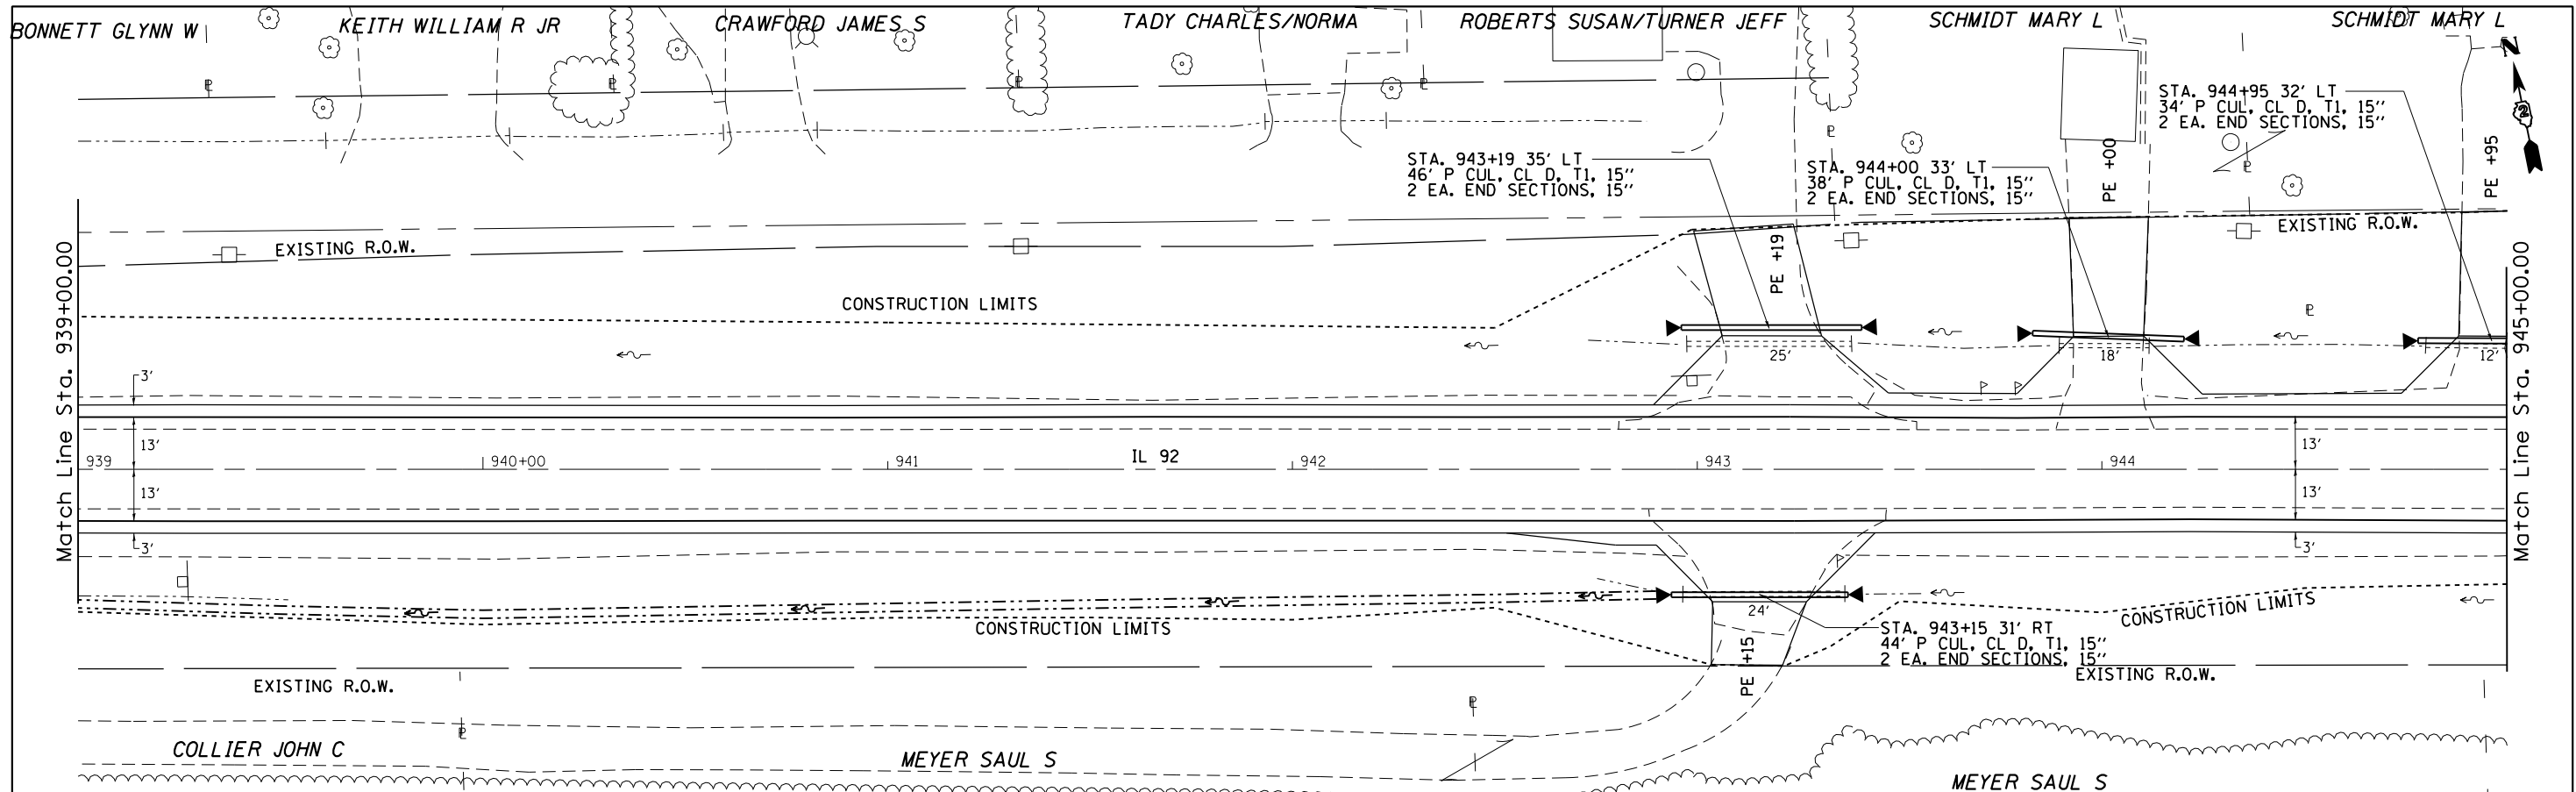 BONNETT GLYNN W
KEITH WILLIAM R JR
CRAWFORD JAMES S
TADY CHARLES/NORMA
ROBERTS SUSAN/TURNER JEFF
SCHMIDT MARY L
SCHMIDT MARY L
N
STA. 944+95 32' LT
34' P CUL, CL D, T1, 15"
2 EA. END SECTIONS, 15"
STA. 943+19 35' LT
46' P CUL, CL D, T1, 15"
2 EA. END SECTIONS, 15"
STA. 944+00 33' LT
38' P CUL, CL D, T1, 15"
2 EA. END SECTIONS, 15"
PE +00
PE +95
PE +19
EXISTING R.O.W.
EXISTING R.O.W.
CONSTRUCTION LIMITS
Match Line Sta. 939+00.00
Match Line Sta. 945+00.00
25'
18'
12'
3'
13'
13'
939
940+00
941
IL 92
942
943
944
13'
13'
3'
3'
24'
CONSTRUCTION LIMITS
CONSTRUCTION LIMITS
STA. 943+15 31' RT
44' P CUL, CL D, T1, 15"
2 EA. END SECTIONS, 15"
PE +15
EXISTING R.O.W.
EXISTING R.O.W.
COLLIER JOHN C
MEYER SAUL S
MEYER SAUL S